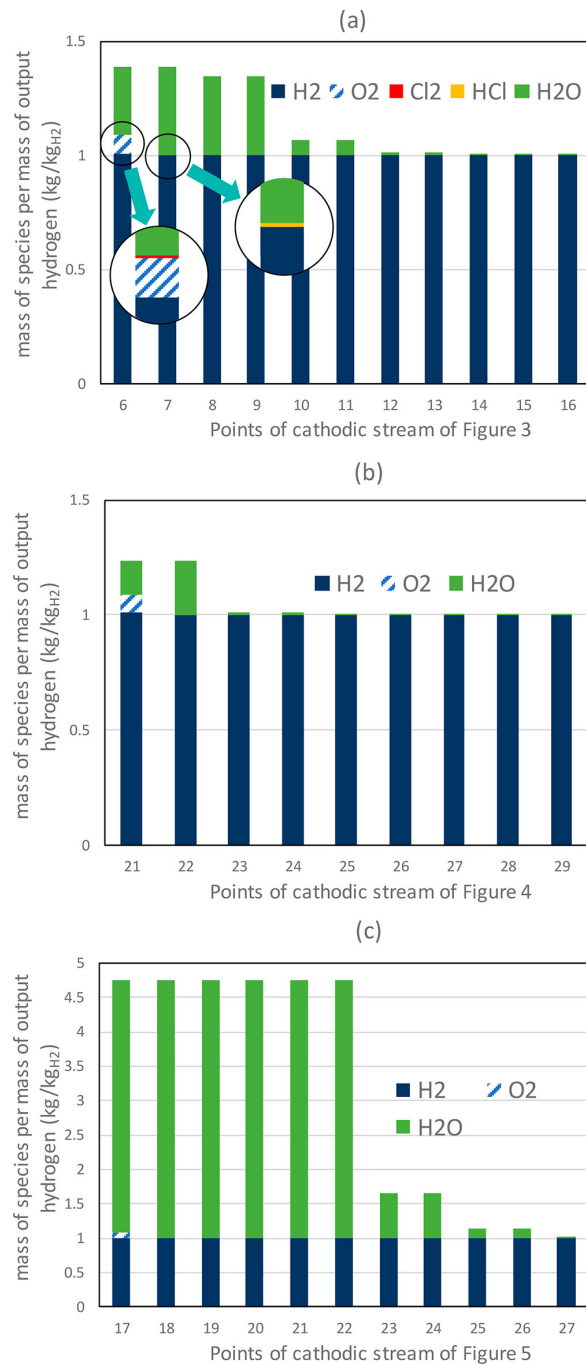 (a)
mass of species per mass of output
hydrogen (kg/kgH2)
1.5
1
0.5
0
H2 O2 Cl2 HCl H2O
6 7 8 9 10 11 12 13 14 15 16
Points of cathodic stream of Figure 3
(b)
mass of species per mass of output
hydrogen (kg/kgH2)
1.5
1
0.5
0
H2 O2 H2O
21 22 23 24 25 26 27 28 29
Points of cathodic stream of Figure 4
(c)
mass of species per mass of output
hydrogen (kg/kgH2)
5
4.5
4
3.5
3
2.5
2
1.5
1
0.5
0
H2 O2
H2O
17 18 19 20 21 22 23 24 25 26 27
Points of cathodic stream of Figure 5